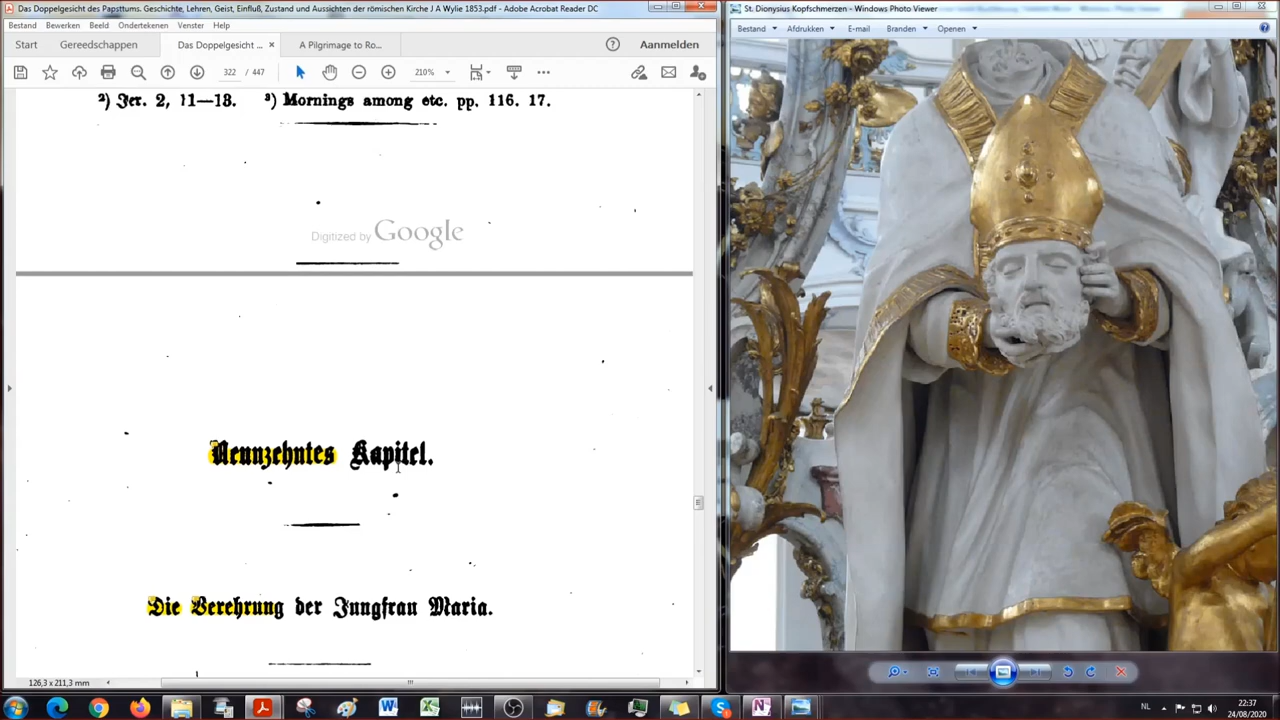 Das Doppelgesicht des Papsttums. Geschichte, Lehren, Geist, Einfluß, Zustand und Aussichten der römischen Kirche J A Wylie 1853.pdf - Adobe Acrobat Reader DC
Bestand Bewerken Beeld Ondertekenen Venster Help
Start Gereedschappen Das Doppelgesicht ... × A Pilgrimage to Ro... Anmelden
322 / 447 210%
2) Jer. 2, 11—13. 3) Mornings among etc. pp. 116. 17.
Digitized by Google
Neunzehntes Kapitel.
Die Verehrung der Jungfrau Maria.
126,3 x 211,3 mm
St. Dionysius Kopfschmerzen - Windows Photo Viewer
Bestand Afdrukken E-mail Branden Openen
NL 22:37
24/08/2020